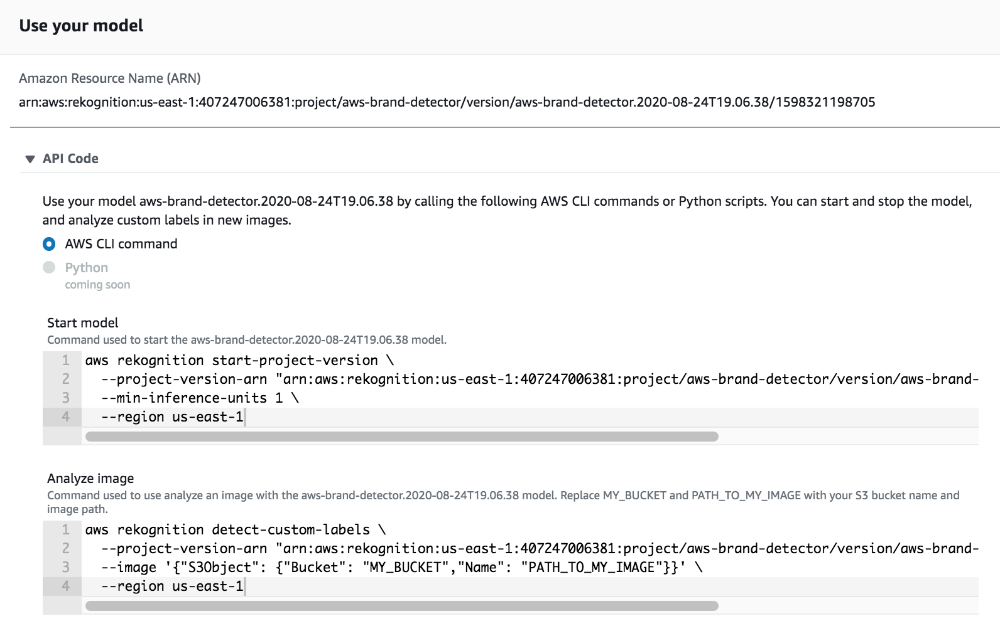 Use your model
Amazon Resource Name (ARN)
arn:aws:rekognition:us-east-1:407247006381:project/aws-brand-detector/version/aws-brand-detector.2020-08-24T19.06.38/1598321198705
API Code
Use your model aws-brand-detector.2020-08-24T19.06.38 by calling the following AWS CLI commands or Python scripts. You can start and stop the model,
and analyze custom labels in new images.
AWS CLI command
Python
coming soon
Start model
Command used to start the aws-brand-detector.2020-08-24T19.06.38 model.
1 aws rekognition start-project-version \
2 --project-version-arn "arn:aws:rekognition:us-east-1:407247006381:project/aws-brand-detector/version/aws-brand-
3 --min-inference-units 1 \
4 --region us-east-1
Analyze image
Command used to use analyze an image with the aws-brand-detector.2020-08-24T19.06.38 model. Replace MY_BUCKET and PATH_TO_MY_IMAGE with your S3 bucket name and
image path.
1 aws rekognition detect-custom-labels \
2 --project-version-arn "arn:aws:rekognition:us-east-1:407247006381:project/aws-brand-detector/version/aws-brand-
3 --image '{"S3Object": {"Bucket": "MY_BUCKET","Name": "PATH_TO_MY_IMAGE"}}' \
4 --region us-east-1